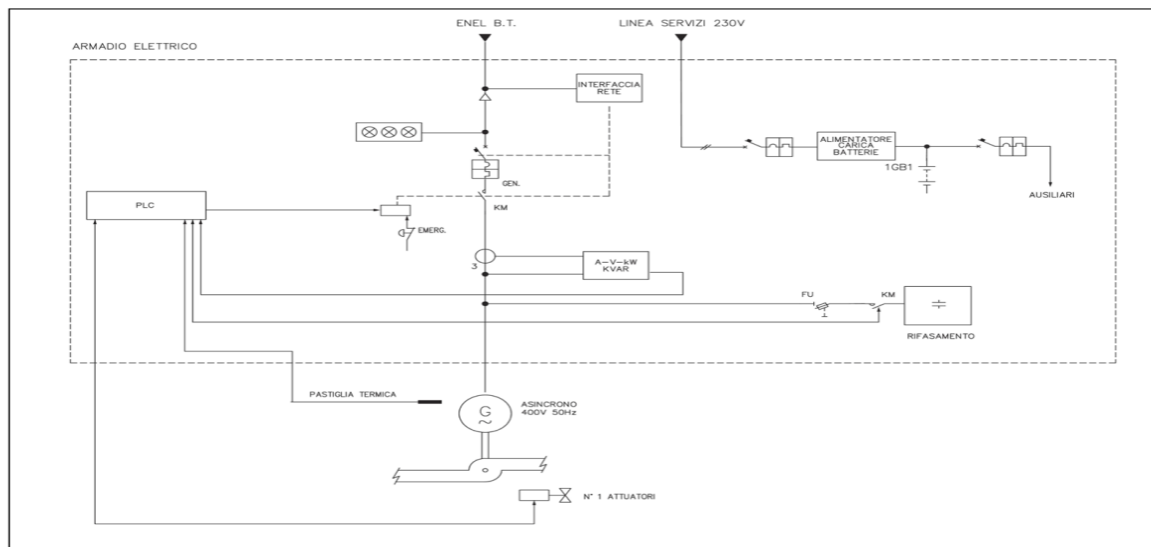 ENEL B.T.
LINEA SERVIZI 230V
ARMADIO ELETTRICO
INTERFACCIA
RETE
ALIMENTATORE
CARICA
BATTERIE
1GB1
GEN.
AUSILIARI
PLC
KM
EMERG.
3
A-V-kW
KVAR
FU
KM
RIFASAMENTO
PASTIGLIA TERMICA
G
~
ASINCRONO
400V 50Hz
N° 1 ATTUATORI